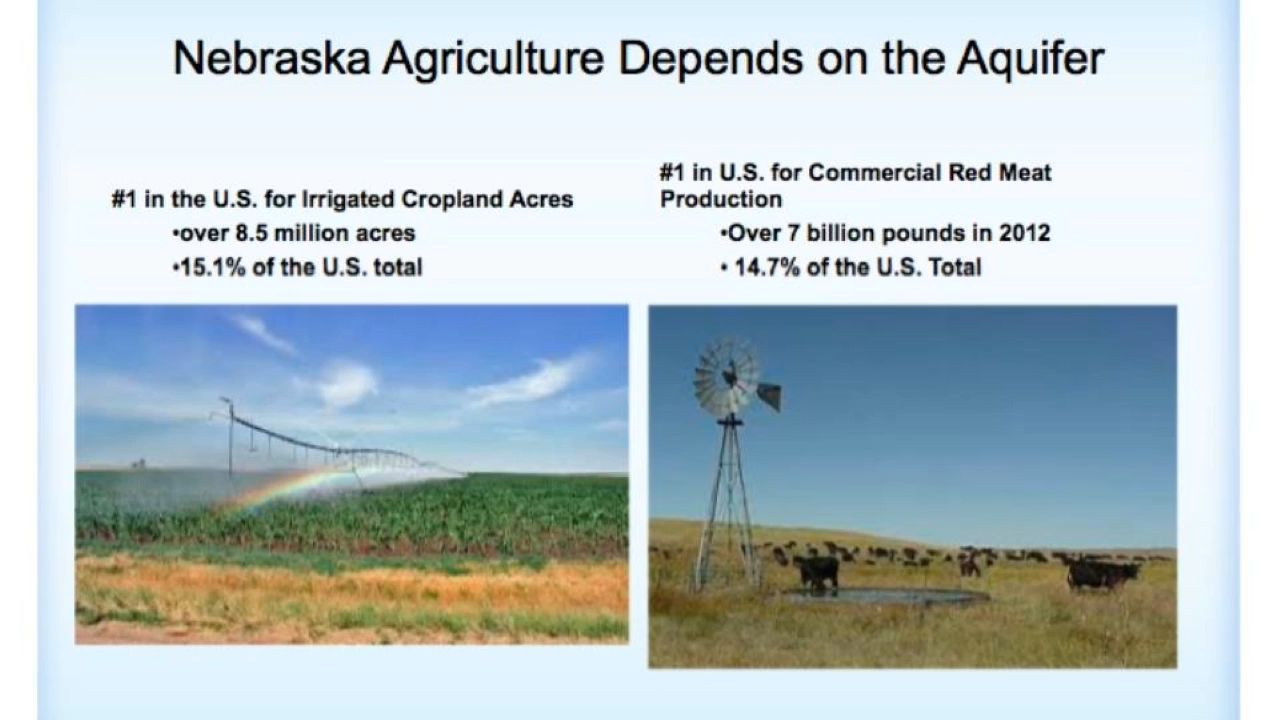 Nebraska Agriculture Depends on the Aquifer
#1 in the U.S. for Irrigated Cropland Acres
•over 8.5 million acres
•15.1% of the U.S. total
#1 in U.S. for Commercial Red Meat
Production
•Over 7 billion pounds in 2012
• 14.7% of the U.S. Total